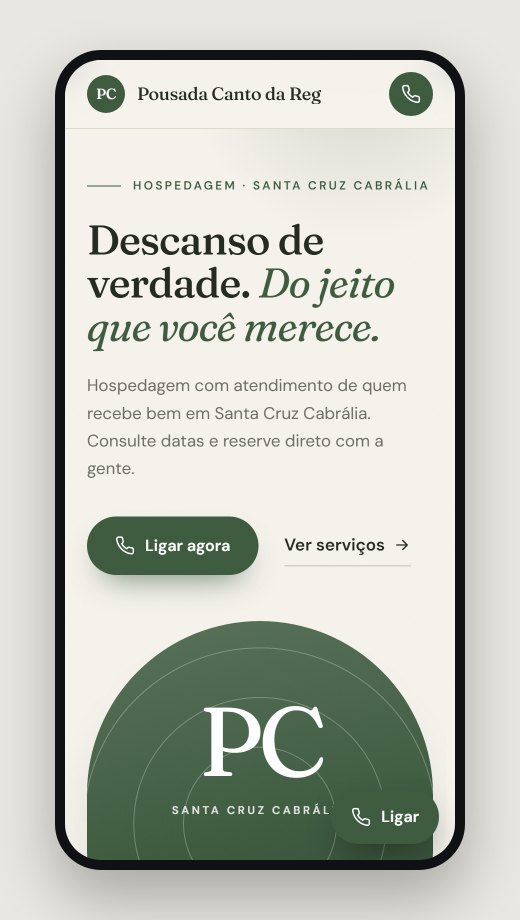 PC Pousada Canto da Reg
HOSPEDAGEM · SANTA CRUZ CABRÁLIA
Descanso de
verdade. Do jeito
que você merece.
Hospedagem com atendimento de quem
recebe bem em Santa Cruz Cabrália.
Consulte datas e reserve direto com a
gente.
Ligar agora Ver serviços →
PC
SANTA CRUZ CABRÁL
Ligar